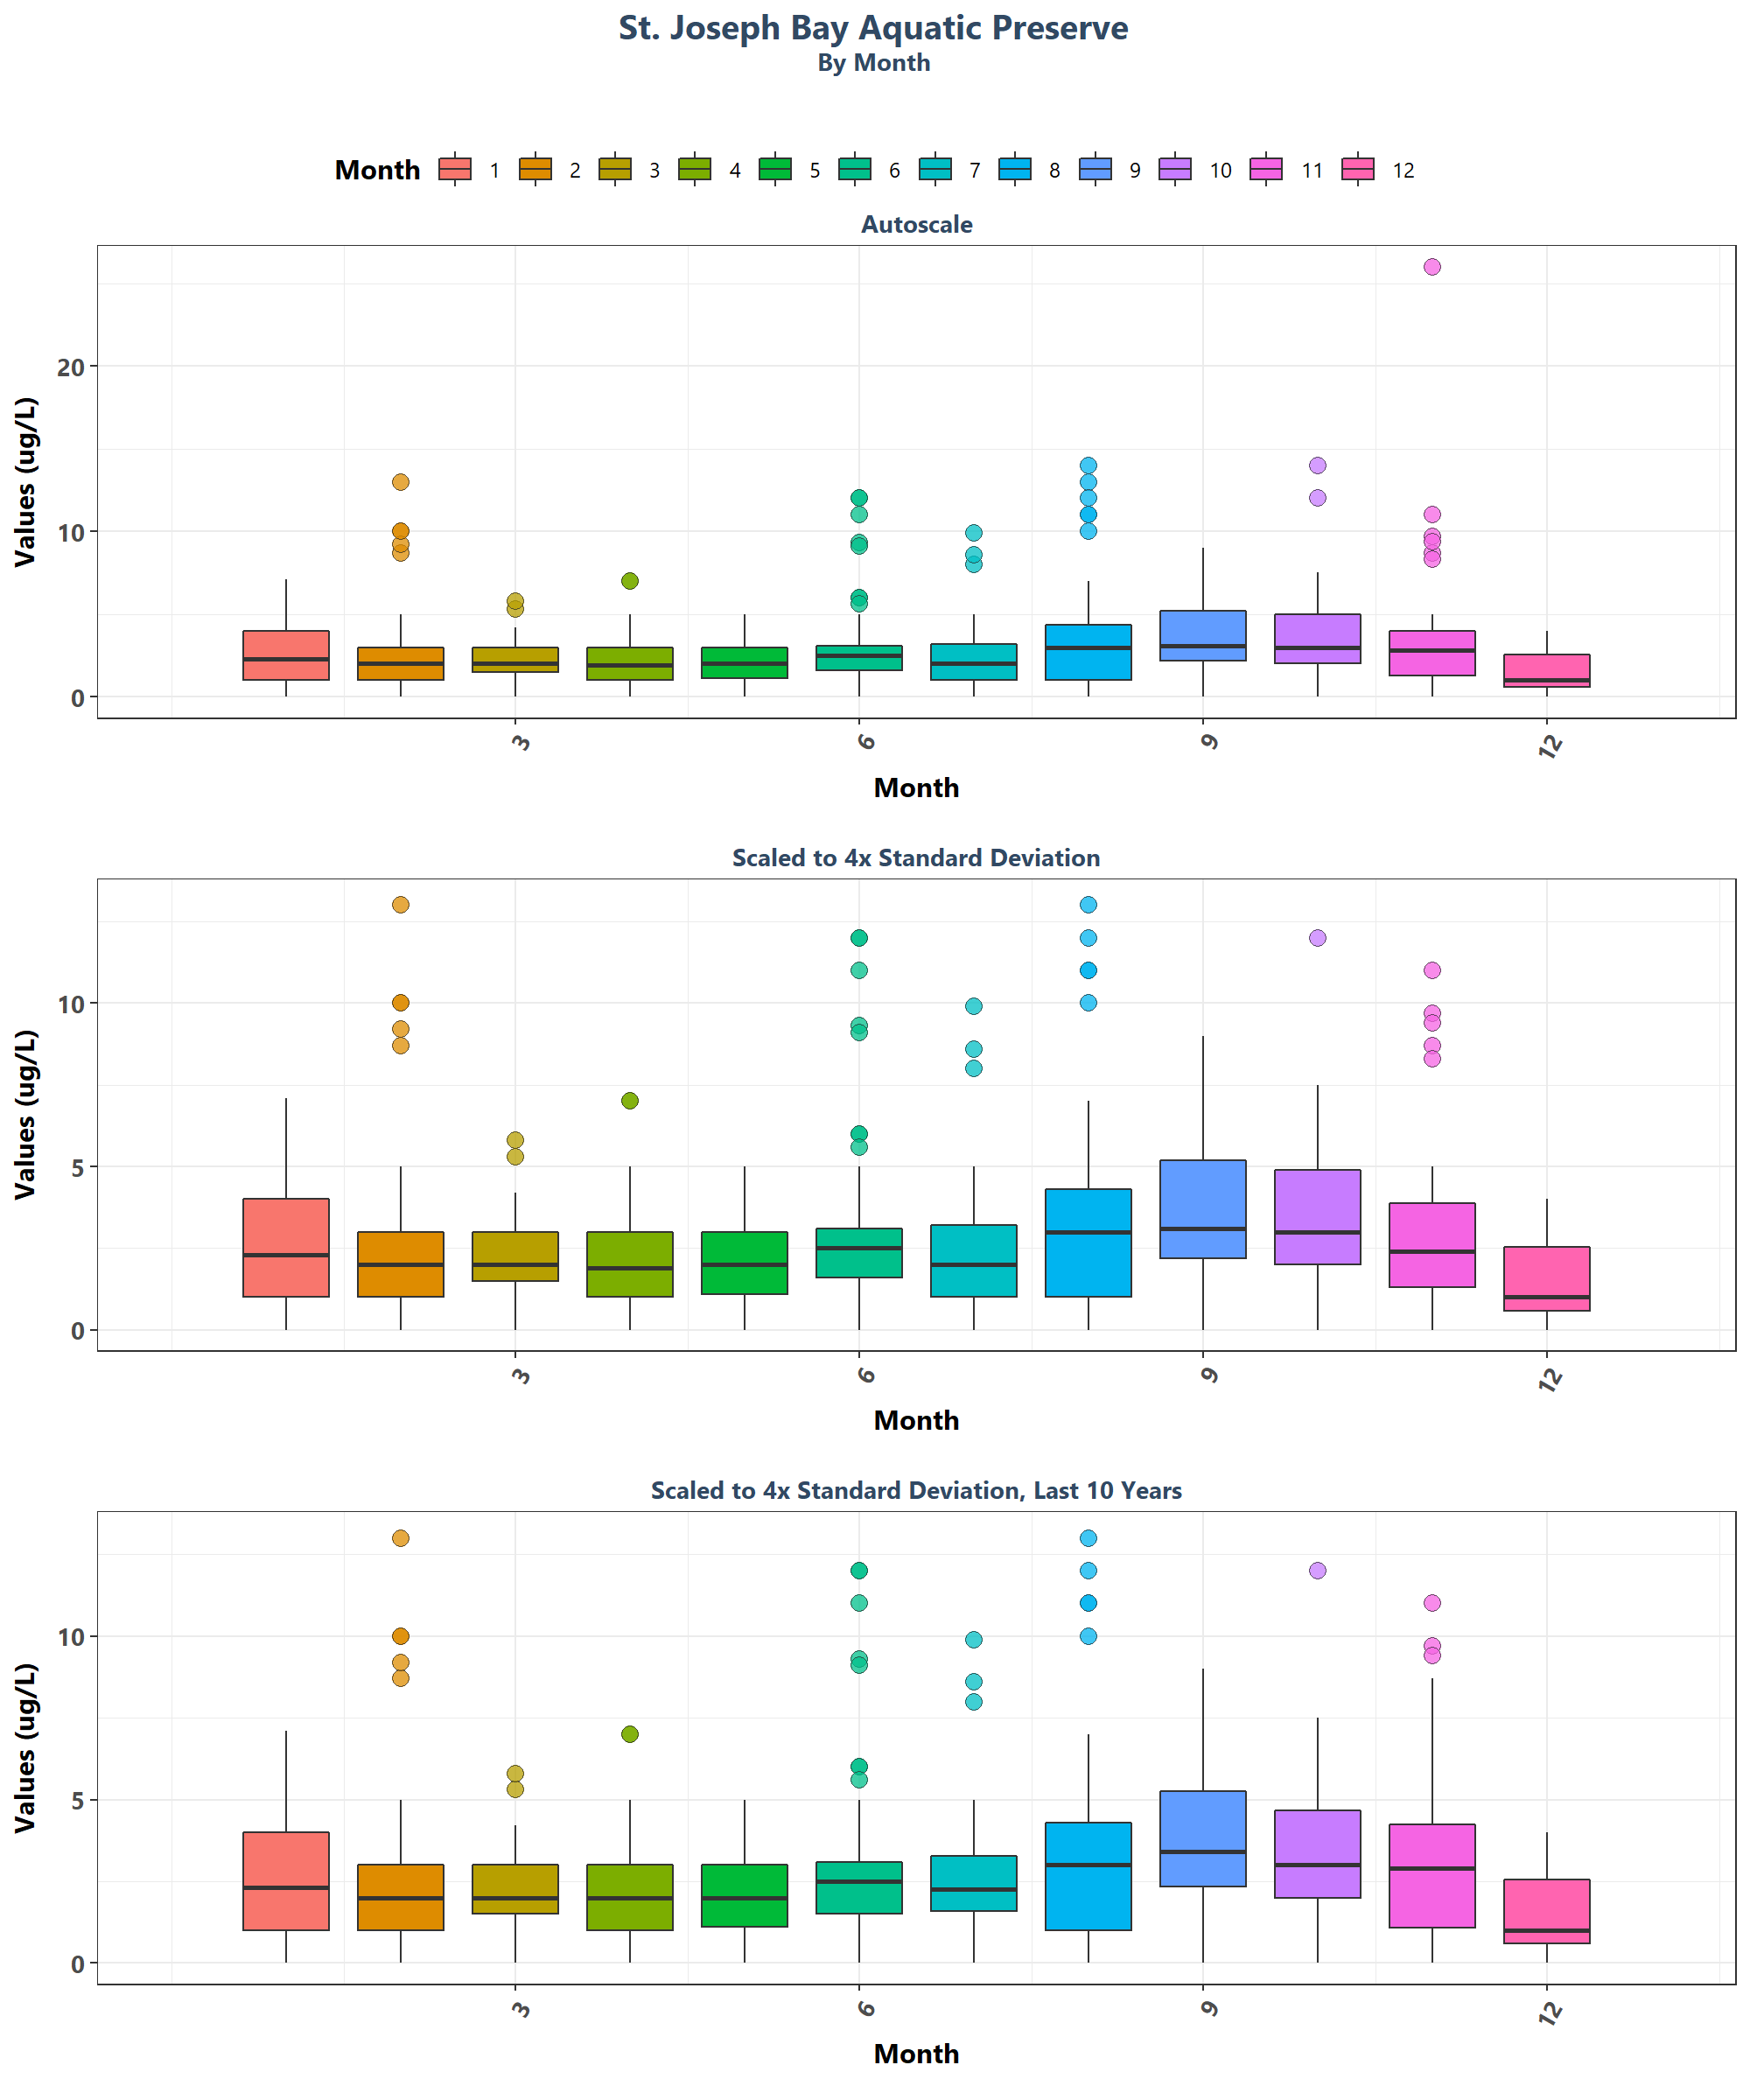 St. Joseph Bay Aquatic Preserve
By Month
Month 1 2 3 4 5 6 7 8 9 10 11 12
Autoscale
Values (ug/L)
20
10
0
3 6 9 12
Month
Scaled to 4x Standard Deviation
Values (ug/L)
10
5
0
3 6 9 12
Month
Scaled to 4x Standard Deviation, Last 10 Years
Values (ug/L)
10
5
0
3 6 9 12
Month